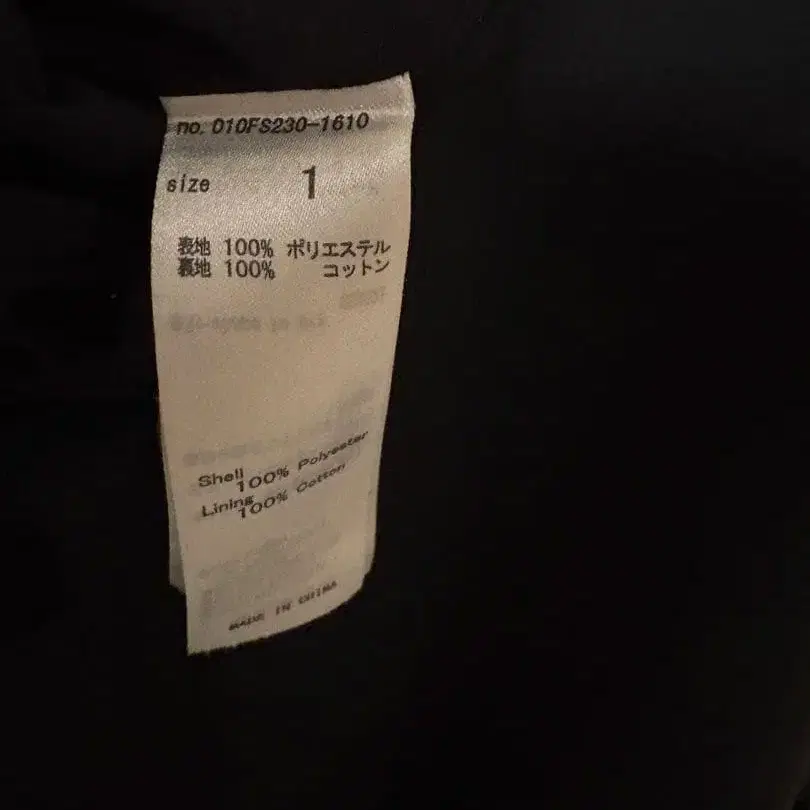 no. 010FS230-1610
size 1
表地 100% ポリエステル
裏地 100% コットン
Shell
100% Polyester
Lining
100% Cotton
MADE IN CHINA